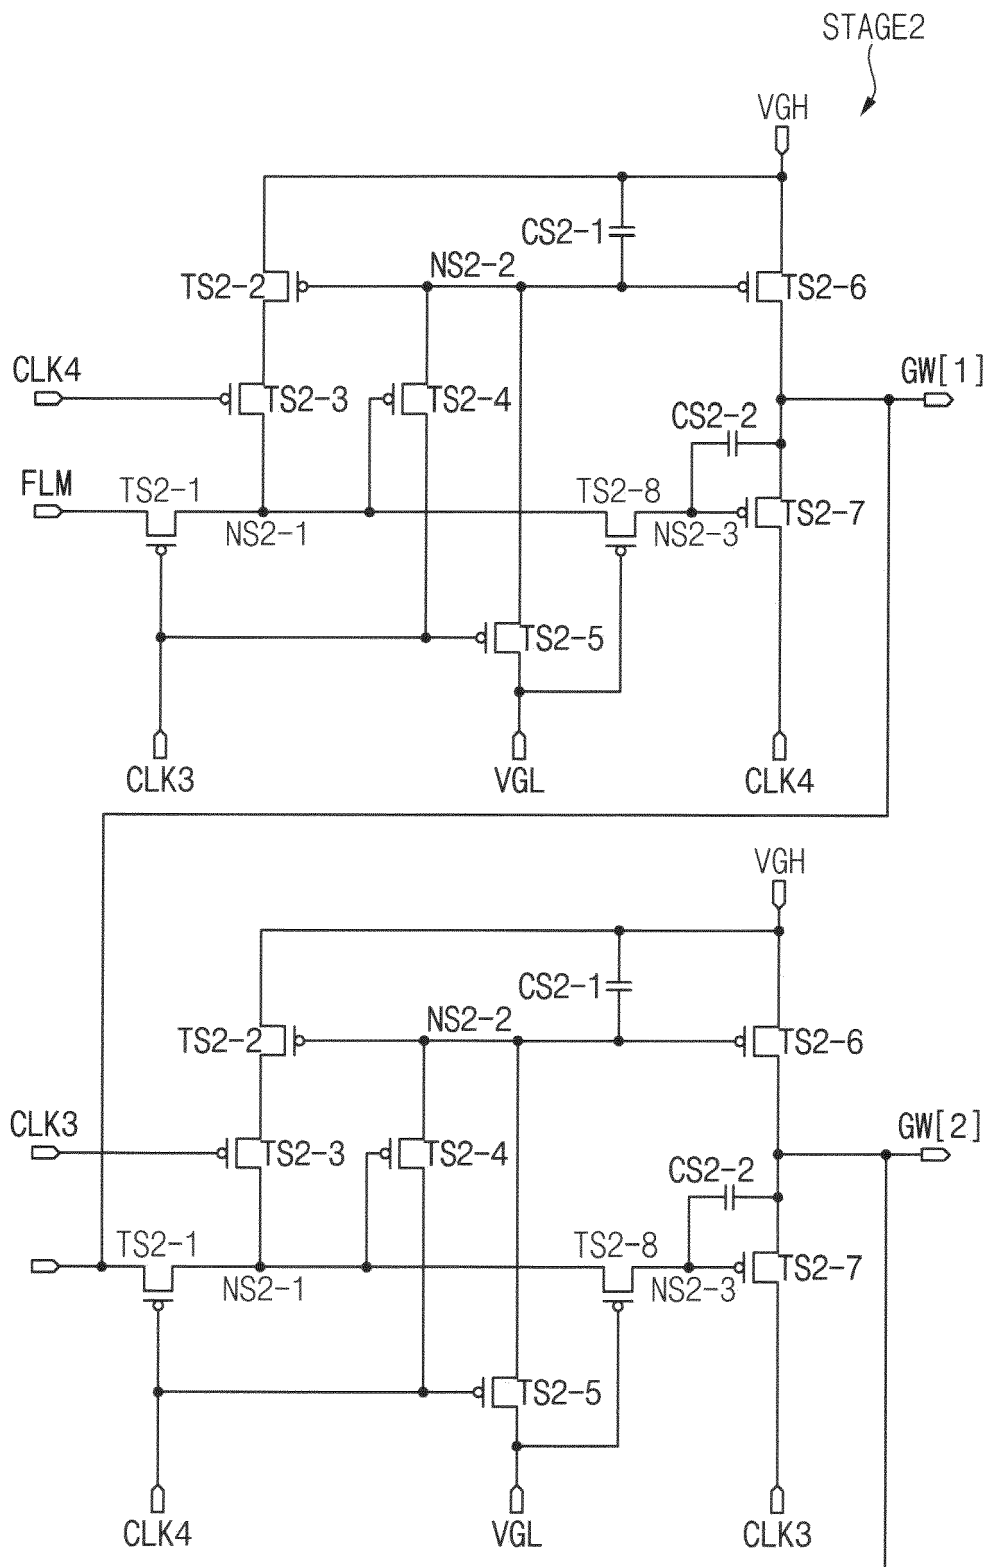 STAGE2
VGH
CS2-1
NS2-2
TS2-2
TS2-6
CLK4
TS2-3
TS2-4
GW[1]
CS2-2
FLM
TS2-1
TS2-8
TS2-7
NS2-1
NS2-3
TS2-5
CLK3
VGL
CLK4
VGH
CS2-1
NS2-2
TS2-2
TS2-6
CLK3
TS2-3
TS2-4
GW[2]
CS2-2
TS2-1
TS2-8
TS2-7
NS2-1
NS2-3
TS2-5
CLK4
VGL
CLK3